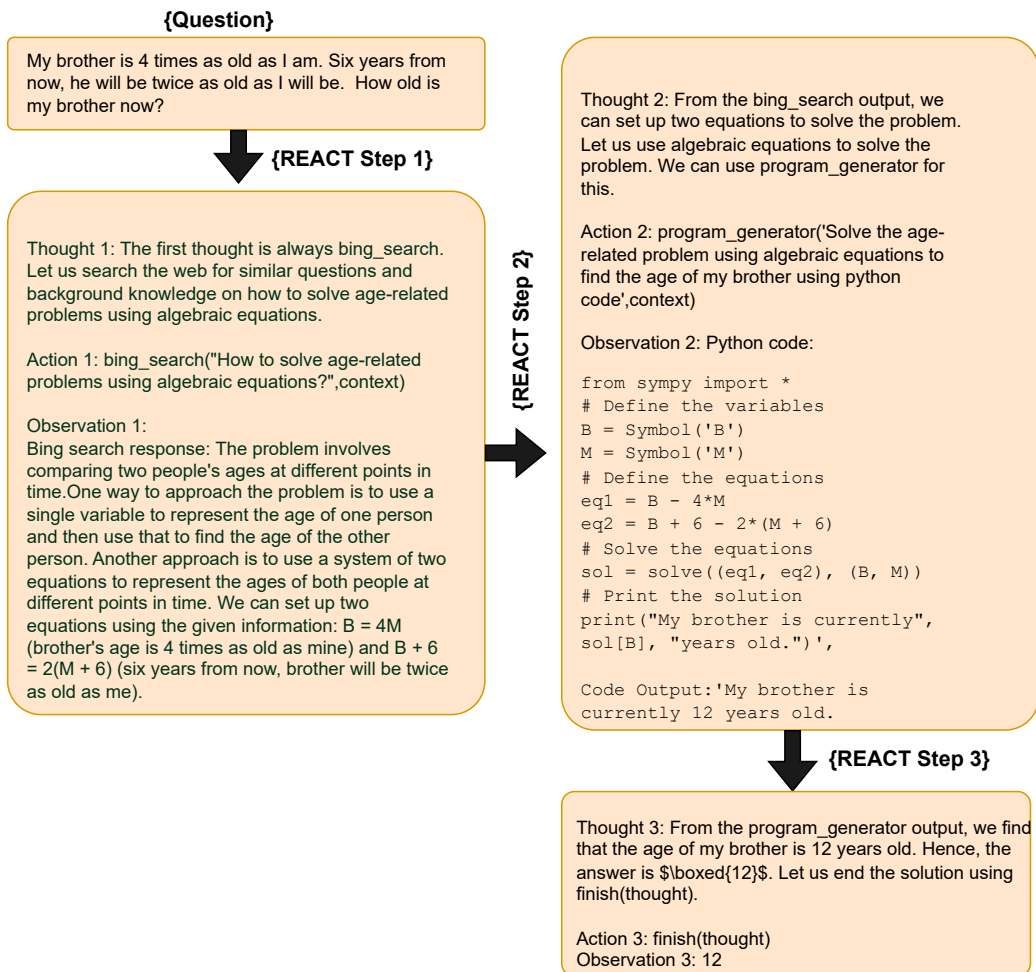 {Question}
My brother is 4 times as old as I am. Six years from
now, he will be twice as old as I will be.  How old is
my brother now?
{REACT Step 1}
Thought 1: The first thought is always bing_search.
Let us search the web for similar questions and
background knowledge on how to solve age-related
problems using algebraic equations.
Action 1: bing_search("How to solve age-related
problems using algebraic equations?",context)
Observation 1:
Bing search response: The problem involves
comparing two people's ages at different points in
time.One way to approach the problem is to use a
single variable to represent the age of one person
and then use that to find the age of the other
person. Another approach is to use a system of two
equations to represent the ages of both people at
different points in time. We can set up two
equations using the given information: B = 4M
(brother's age is 4 times as old as mine) and B + 6
= 2(M + 6) (six years from now, brother will be twice
as old as me).
{REACT Step 2}
Thought 2: From the bing_search output, we
can set up two equations to solve the problem.
Let us use algebraic equations to solve the
problem. We can use program_generator for
this.
Action 2: program_generator('Solve the age-
related problem using algebraic equations to
find the age of my brother using python
code',context)
Observation 2: Python code:
from sympy import *
# Define the variables
B = Symbol('B')
M = Symbol('M')
# Define the equations
eq1 = B - 4*M
eq2 = B + 6 - 2*(M + 6)
# Solve the equations
sol = solve((eq1, eq2), (B, M))
# Print the solution
print("My brother is currently",
sol[B], "years old.")',
Code Output:'My brother is
currently 12 years old.
{REACT Step 3}
Thought 3: From the program_generator output, we find
that the age of my brother is 12 years old. Hence, the
answer is $\boxed{12}$. Let us end the solution using
finish(thought).
Action 3: finish(thought)
Observation 3: 12